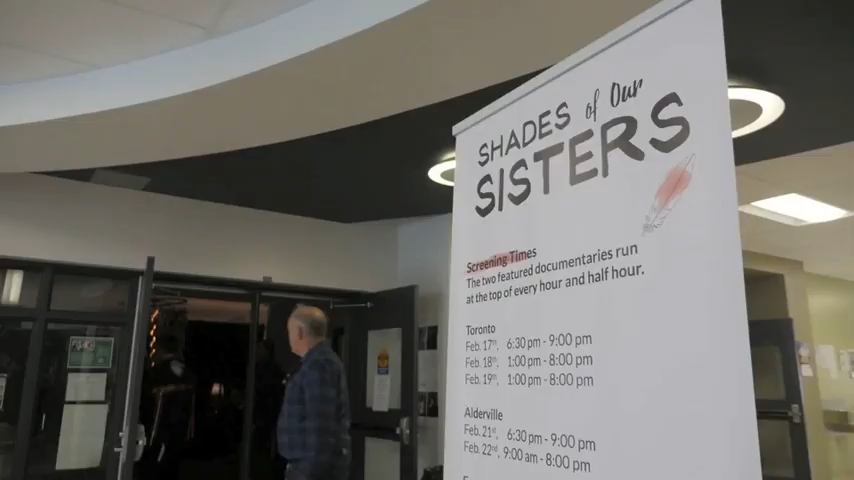 SHADES of Our
SISTERS
Screening Times
The two featured documentaries run
at the top of every hour and half hour.
Toronto
Feb. 17th, 6:30 pm - 9:00 pm
Feb. 18th, 1:00 pm - 8:00 pm
Feb. 19th, 1:00 pm - 8:00 pm
Alderville
Feb. 21st, 6:30 pm - 9:00 pm
Feb. 22nd, 9:00 am - 8:00 pm